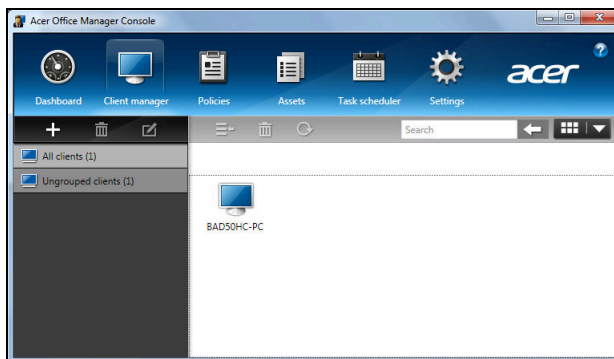 Acer Office Manager Console
?
acer
Dashboard Client manager Policies Assets Task scheduler Settings
Search
All clients (1)
Ungrouped clients (1)
BAD50HC-PC